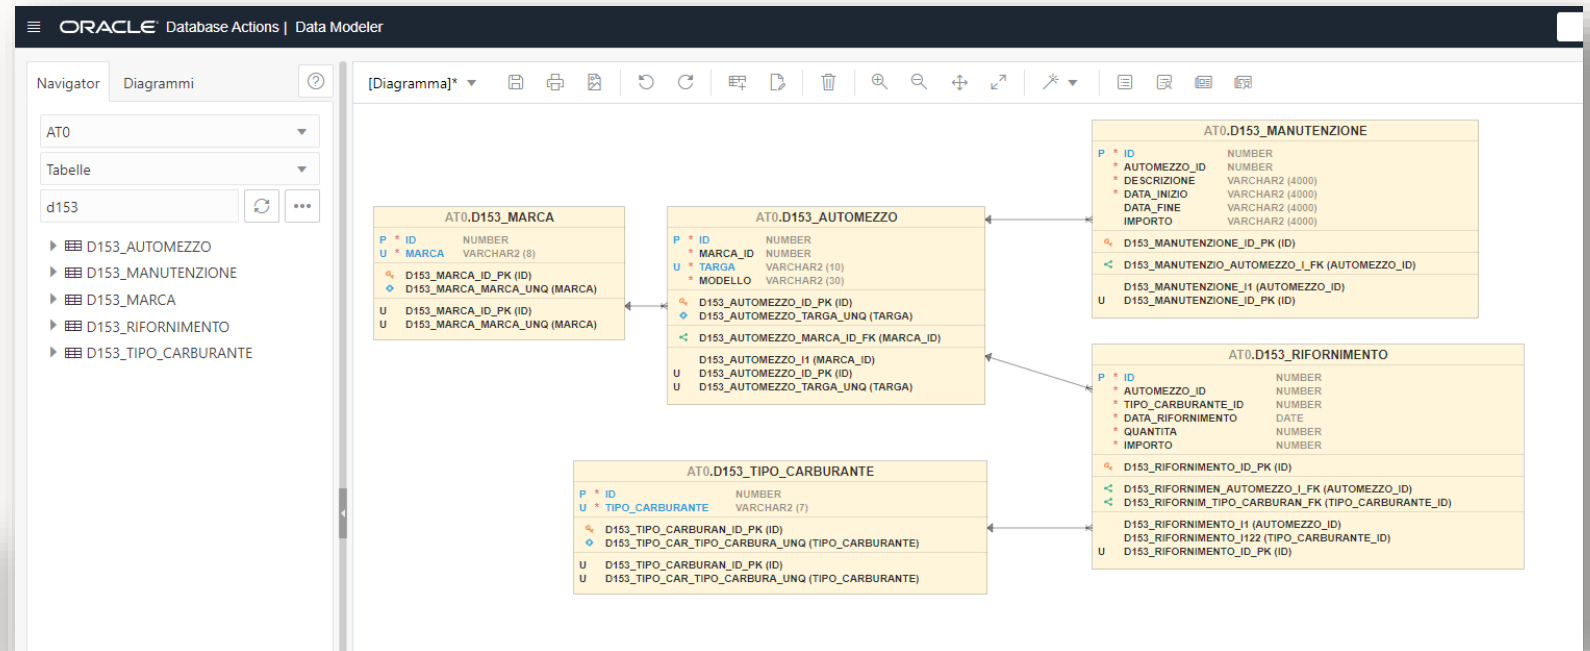 ORACLE Database Actions | Data Modeler
Navigator
Diagrammi
[Diagramma]*
AT0
Tabelle
d153
D153_AUTOMEZZO
D153_MANUTENZIONE
D153_MARCA
D153_RIFORNIMENTO
D153_TIPO_CARBURANTE
AT0.D153_MARCA
P * ID NUMBER
U * MARCA VARCHAR2 (8)
D153_MARCA_ID_PK (ID)
D153_MARCA_MARCA_UNQ (MARCA)
U D153_MARCA_ID_PK (ID)
U D153_MARCA_MARCA_UNQ (MARCA)
AT0.D153_AUTOMEZZO
P * ID NUMBER
* MARCA_ID NUMBER
U * TARGA VARCHAR2 (10)
* MODELLO VARCHAR2 (30)
D153_AUTOMEZZO_ID_PK (ID)
D153_AUTOMEZZO_TARGA_UNQ (TARGA)
D153_AUTOMEZZO_MARCA_ID_FK (MARCA_ID)
D153_AUTOMEZZO_I1 (MARCA_ID)
U D153_AUTOMEZZO_ID_PK (ID)
U D153_AUTOMEZZO_TARGA_UNQ (TARGA)
AT0.D153_MANUTENZIONE
P * ID NUMBER
* AUTOMEZZO_ID NUMBER
* DESCRIZIONE VARCHAR2 (4000)
* DATA_INIZIO VARCHAR2 (4000)
DATA_FINE VARCHAR2 (4000)
IMPORTO VARCHAR2 (4000)
D153_MANUTENZIONE_ID_PK (ID)
D153_MANUTENZIO_AUTOMEZZO_I_FK (AUTOMEZZO_ID)
D153_MANUTENZIONE_I1 (AUTOMEZZO_ID)
U D153_MANUTENZIONE_ID_PK (ID)
AT0.D153_RIFORNIMENTO
P * ID NUMBER
* AUTOMEZZO_ID NUMBER
* TIPO_CARBURANTE_ID NUMBER
* DATA_RIFORNIMENTO DATE
* QUANTITA NUMBER
* IMPORTO NUMBER
D153_RIFORNIMENTO_ID_PK (ID)
D153_RIFORNIMEN_AUTOMEZZO_I_FK (AUTOMEZZO_ID)
D153_RIFORNIM_TIPO_CARBURAN_FK (TIPO_CARBURANTE_ID)
D153_RIFORNIMENTO_I1 (AUTOMEZZO_ID)
D153_RIFORNIMENTO_I122 (TIPO_CARBURANTE_ID)
U D153_RIFORNIMENTO_ID_PK (ID)
AT0.D153_TIPO_CARBURANTE
P * ID NUMBER
U * TIPO_CARBURANTE VARCHAR2 (7)
D153_TIPO_CARBURAN_ID_PK (ID)
D153_TIPO_CAR_TIPO_CARBURA_UNQ (TIPO_CARBURANTE)
U D153_TIPO_CARBURAN_ID_PK (ID)
U D153_TIPO_CAR_TIPO_CARBURA_UNQ (TIPO_CARBURANTE)